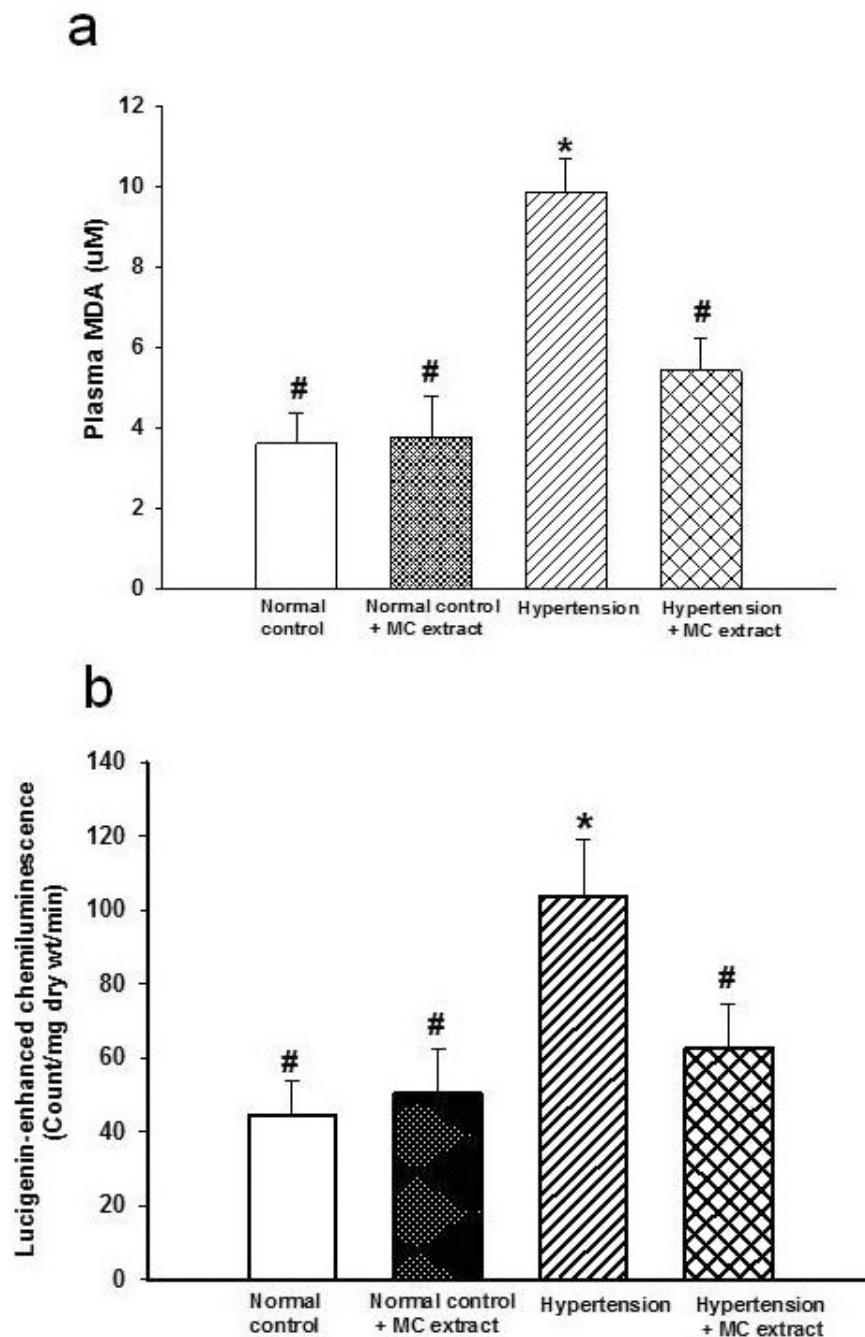 a
Plasma MDA (uM)
12
10
8
6
4
2
0
#
#
*
#
Normal
control
Normal control
+ MC extract
Hypertension
Hypertension
+ MC extract
b
Lucigenin-enhanced chemiluminescence
(Count/mg dry wt/min)
140
120
100
80
60
40
20
0
#
#
*
#
Normal
control
Normal control
+ MC extract
Hypertension
Hypertension
+ MC extract